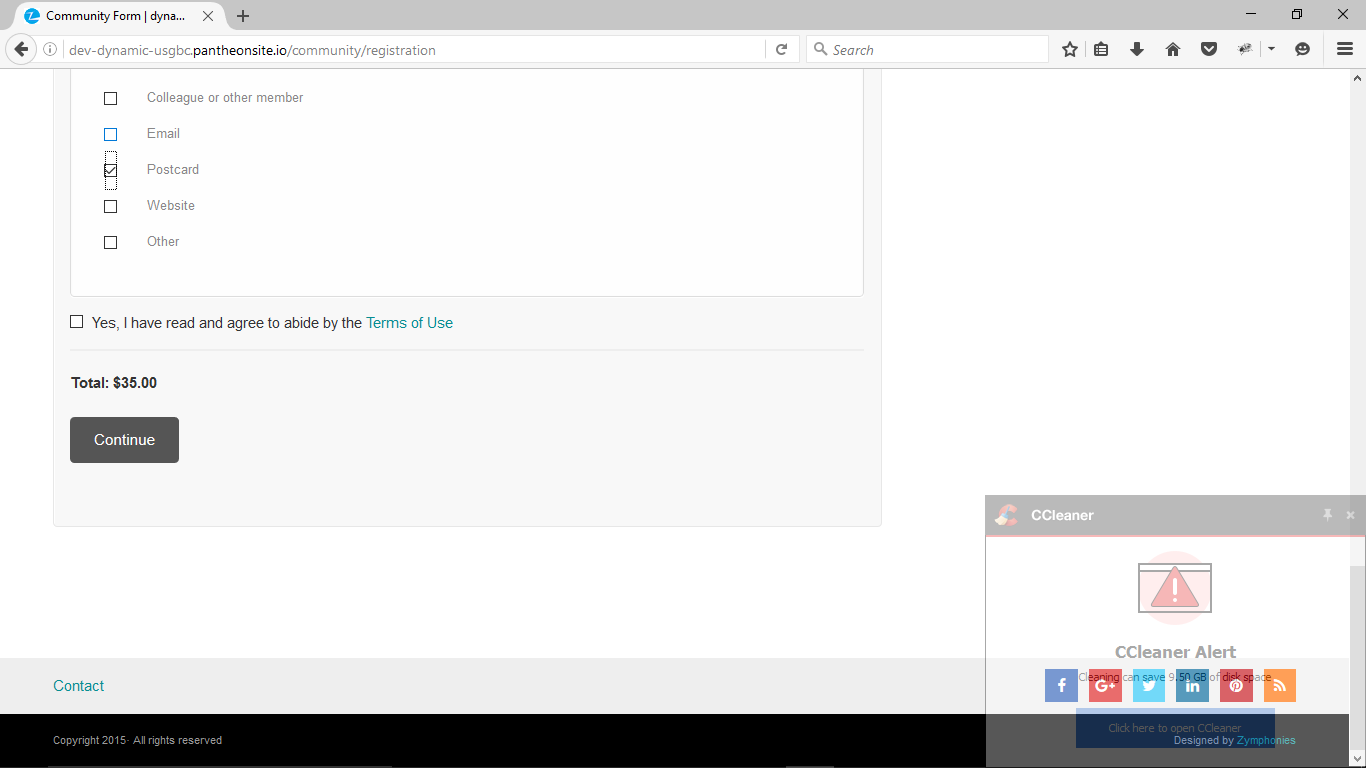 Community Form | dyna...
dev-dynamic-usgbc.pantheonsite.io/community/registration
Search
Colleague or other member
Email
Postcard
Website
Other
Yes, I have read and agree to abide by the Terms of Use
Total: $35.00
Continue
CCleaner
CCleaner Alert
Cleaning can save 9.50 GB of disk space
Click here to open CCleaner
Contact
Copyright 2015· All rights reserved
Designed by Zymphonies